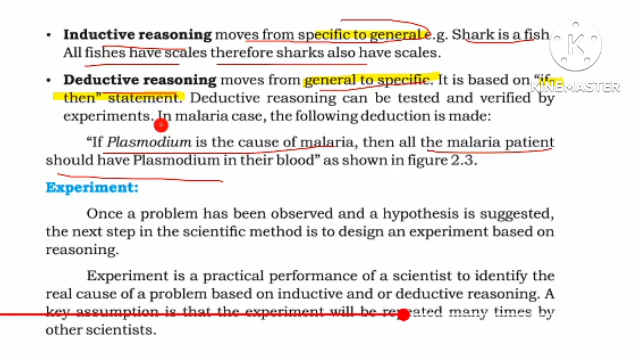 • Inductive reasoning moves from specific to general e.g. Shark is a fish
All fishes have scales therefore sharks also have scales.
• Deductive reasoning moves from general to specific. It is based on “if-
then” statement. Deductive reasoning can be tested and verified by
experiments. In malaria case, the following deduction is made:
“If Plasmodium is the cause of malaria, then all the malaria patient
should have Plasmodium in their blood” as shown in figure 2.3.
Experiment:
Once a problem has been observed and a hypothesis is suggested,
the next step in the scientific method is to design an experiment based on
reasoning.
Experiment is a practical performance of a scientist to identify the
real cause of a problem based on inductive and or deductive reasoning. A
key assumption is that the experiment will be repeated many times by
other scientists.
K
KINEMASTER